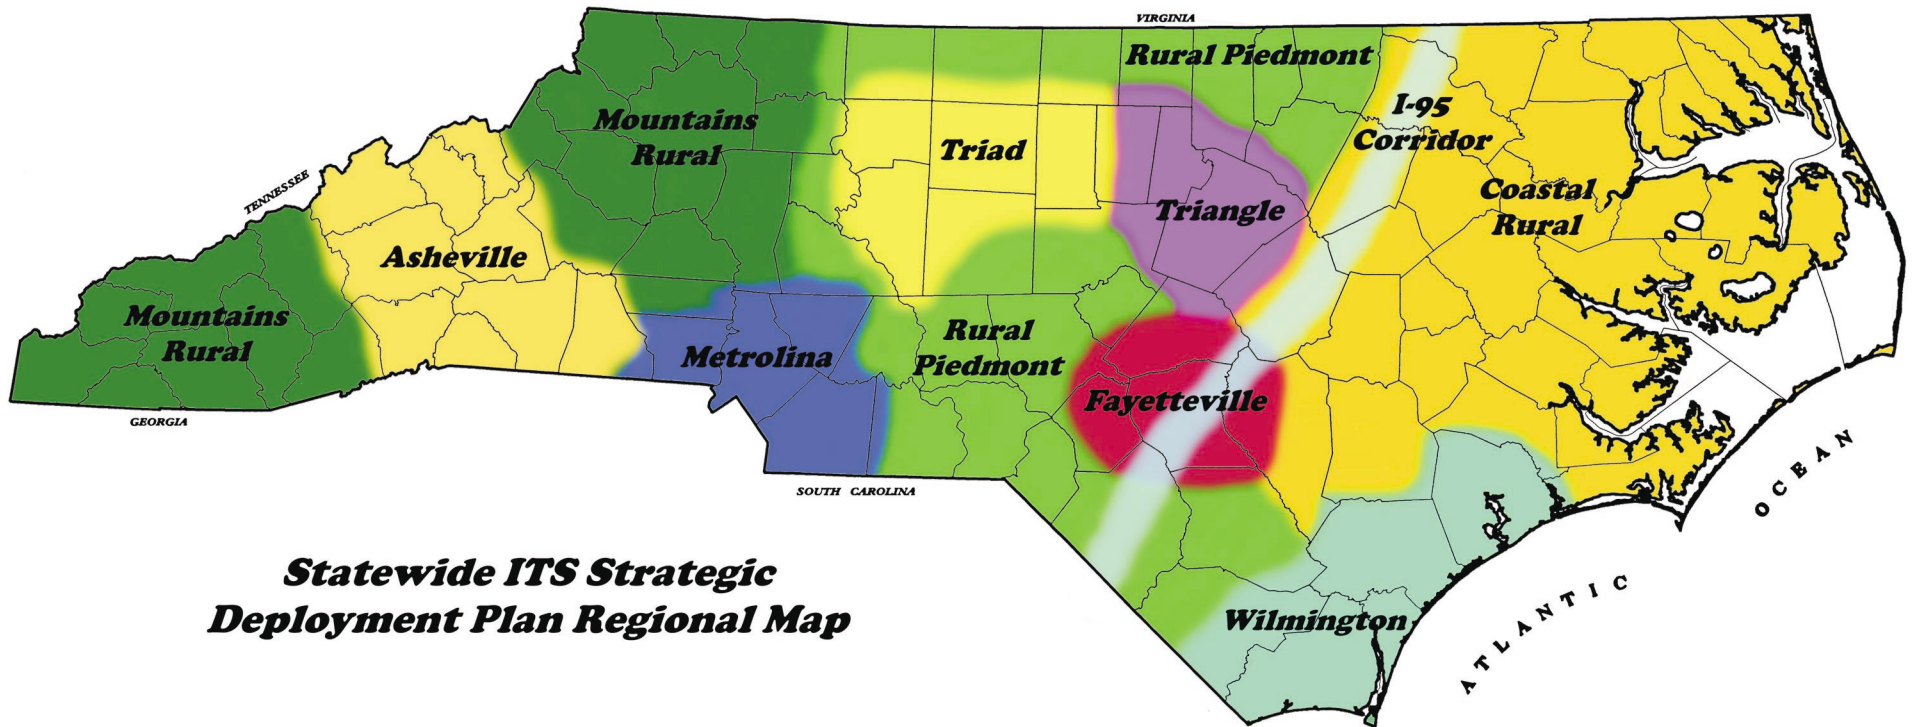 VIRGINIA
Rural Piedmont
I-95
Corridor
Mountains
Rural
Triad
TENNESSEE
Coastal
Rural
Triangle
Asheville
Mountains
Rural
Rural
Piedmont
Metrolina
Fayetteville
GEORGIA
SOUTH CAROLINA
Wilmington
ATLANTIC
OCEAN
Statewide ITS Strategic
Deployment Plan Regional Map